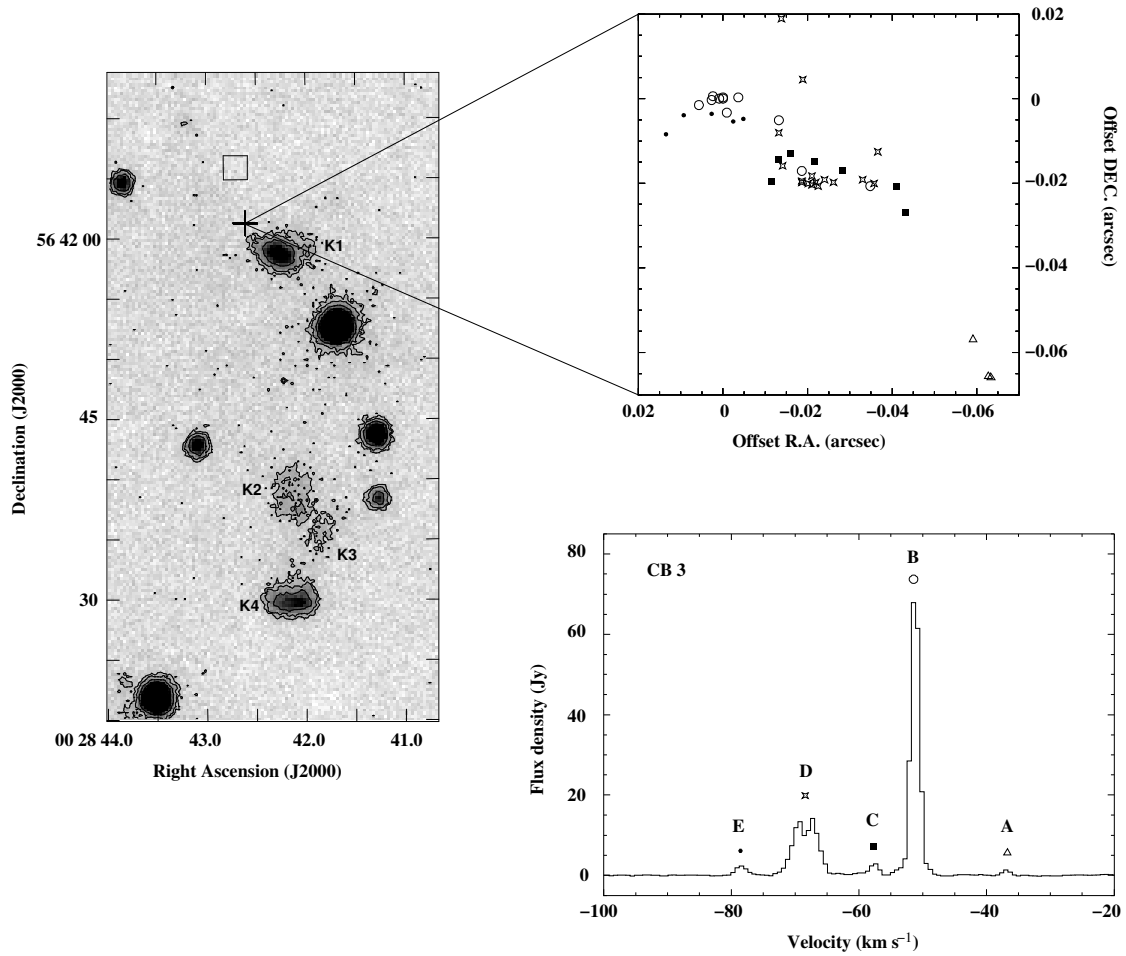 0.02
0
−0.02
−0.04
−0.06
Offset DEC. (arcsec)
0.02
0
−0.02
−0.04
−0.06
Offset R.A. (arcsec)
56 42 00
45
30
Declination (J2000)
K1
K2
K3
K4
00 28 44.0
43.0
42.0
41.0
Right Ascension (J2000)
CB 3
80
60
40
20
0
Flux density (Jy)
E
D
C
B
A
−100
−80
−60
−40
−20
Velocity (km s−1)